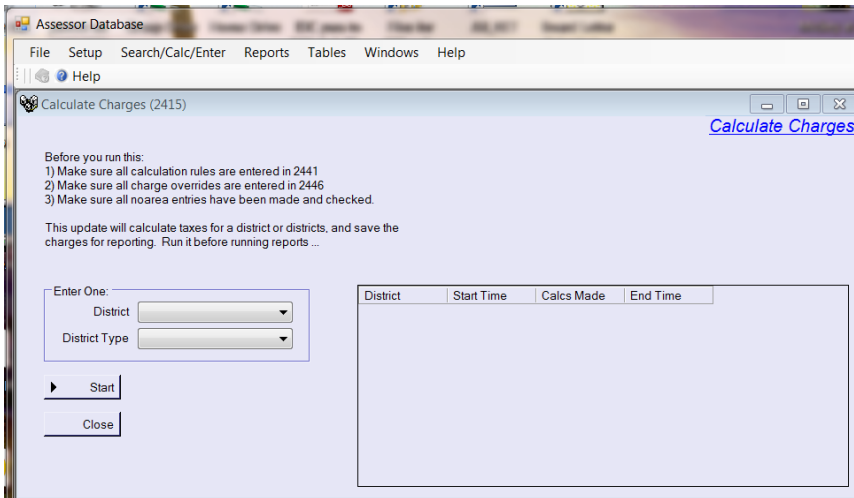 Assessor Database
File Setup Search/Calc/Enter Reports Tables Windows Help
Help
Calculate Charges (2415)
Calculate Charges
Before you run this:
1) Make sure all calculation rules are entered in 2441
2) Make sure all charge overrides are entered in 2446
3) Make sure all noarea entries have been made and checked.
This update will calculate taxes for a district or districts, and save the
charges for reporting. Run it before running reports ...
Enter One:
District
District Type
Start
Close
District Start Time Calcs Made End Time